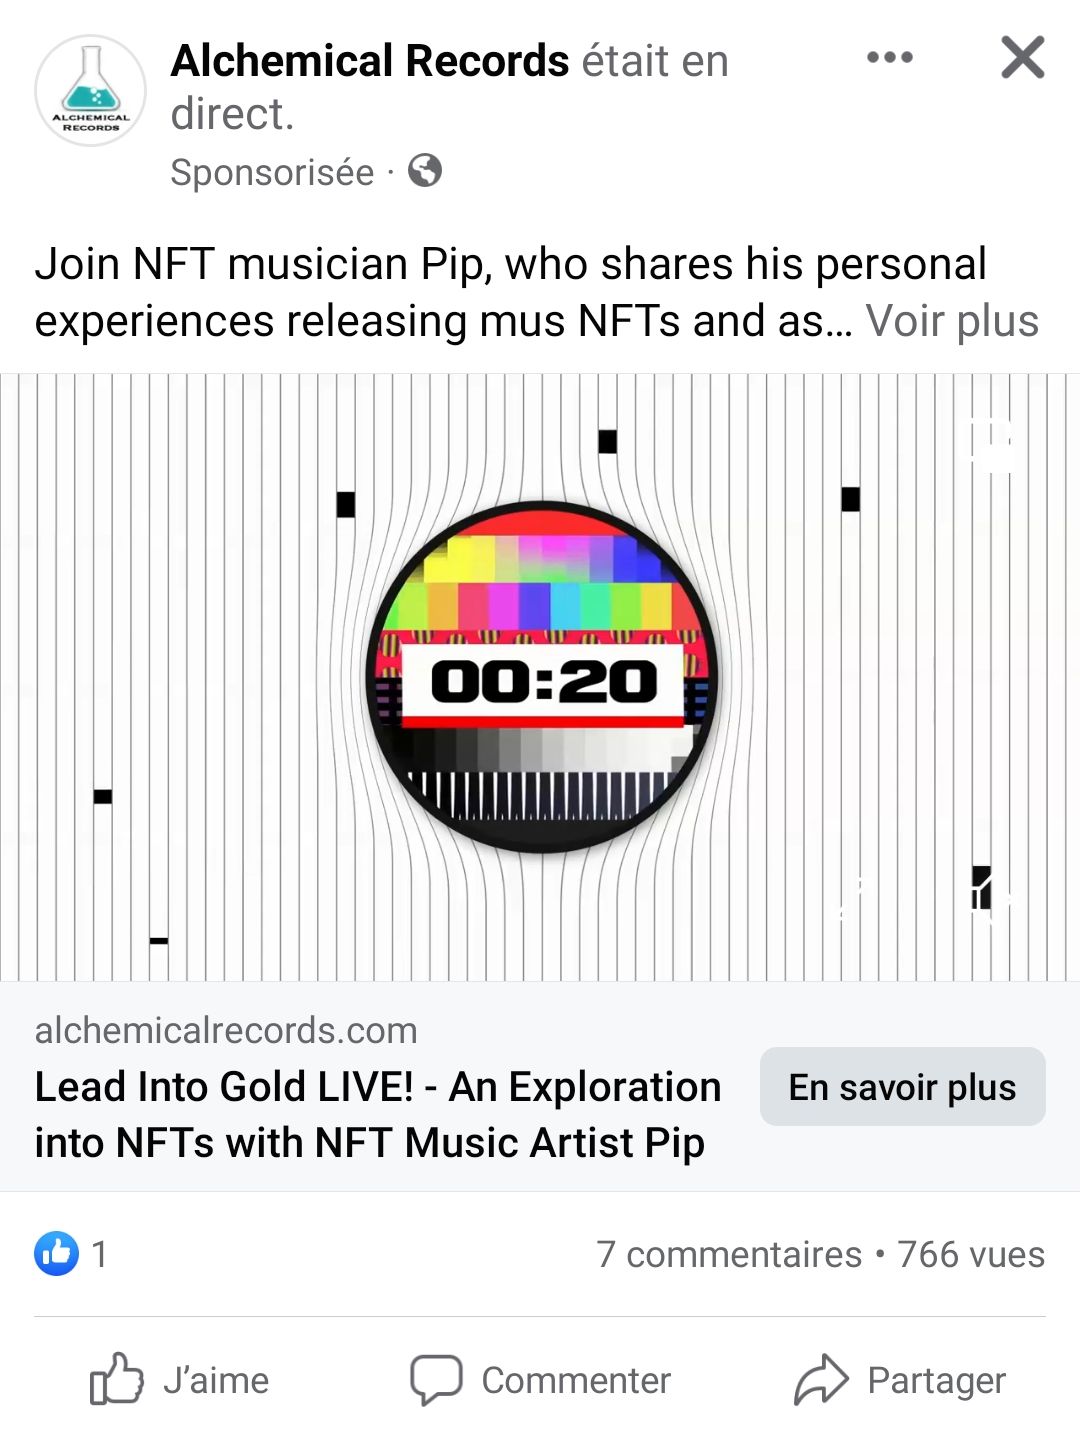 ALCHEMICAL
RECORDS
Alchemical Records était en
direct.
Sponsorisée ·
Join NFT musician Pip, who shares his personal
experiences releasing mus NFTs and as... Voir plus
00:20
alchemicalrecords.com
Lead Into Gold LIVE! - An Exploration
into NFTs with NFT Music Artist Pip
En savoir plus
1
7 commentaires • 766 vues
J’aime
Commenter
Partager